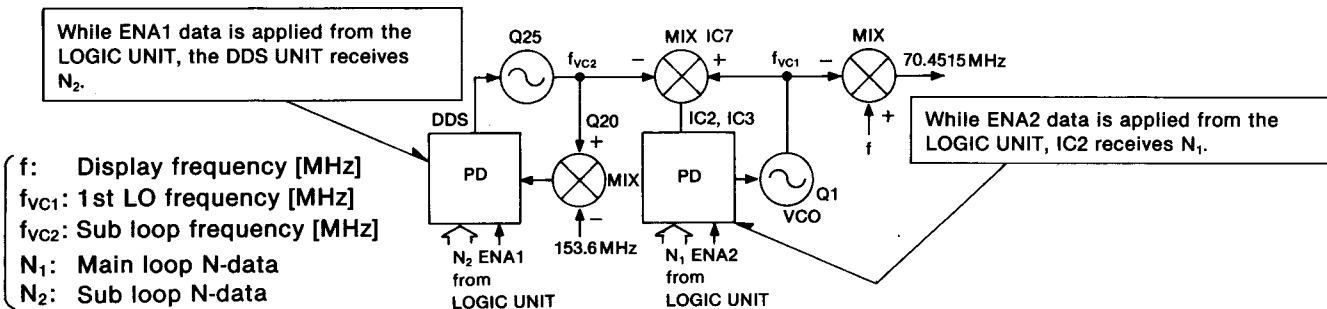 While ENA1 data is applied from the
LOGIC UNIT, the DDS UNIT receives
N₂.
Q25
fVC2
−
MIX IC7
+
fVC1
−
MIX
70.4515MHz
+
f
DDS
Q20
+
IC2, IC3
While ENA2 data is applied from the
LOGIC UNIT, IC2 receives N₁.
PD
MIX
−
153.6MHz
PD
Q1
VCO
f: Display frequency [MHz]
fVC1: 1st LO frequency [MHz]
fVC2: Sub loop frequency [MHz]
N₁: Main loop N-data
N₂: Sub loop N-data
N₂ ENA1
from
LOGIC UNIT
N₁ ENA2
from
LOGIC UNIT